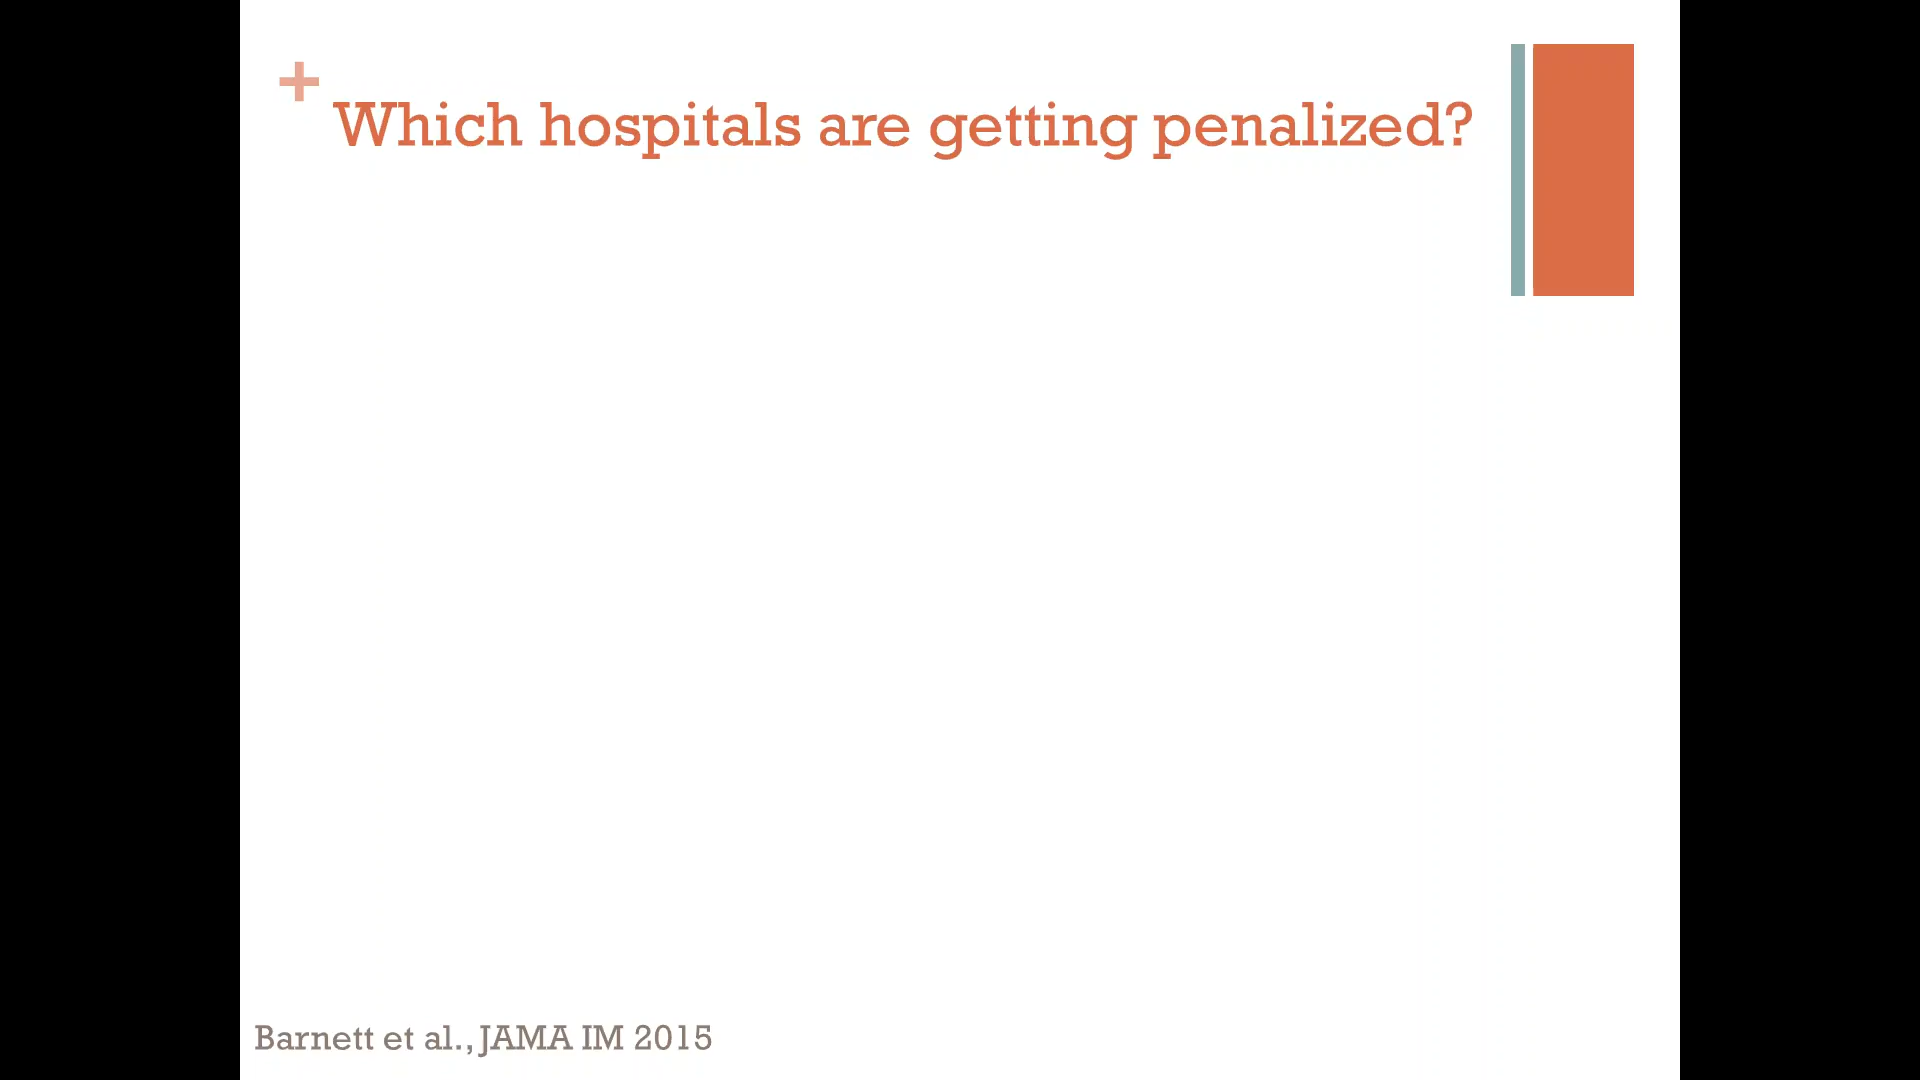 +
Which hospitals are getting penalized?
Barnett et al., JAMA IM 2015